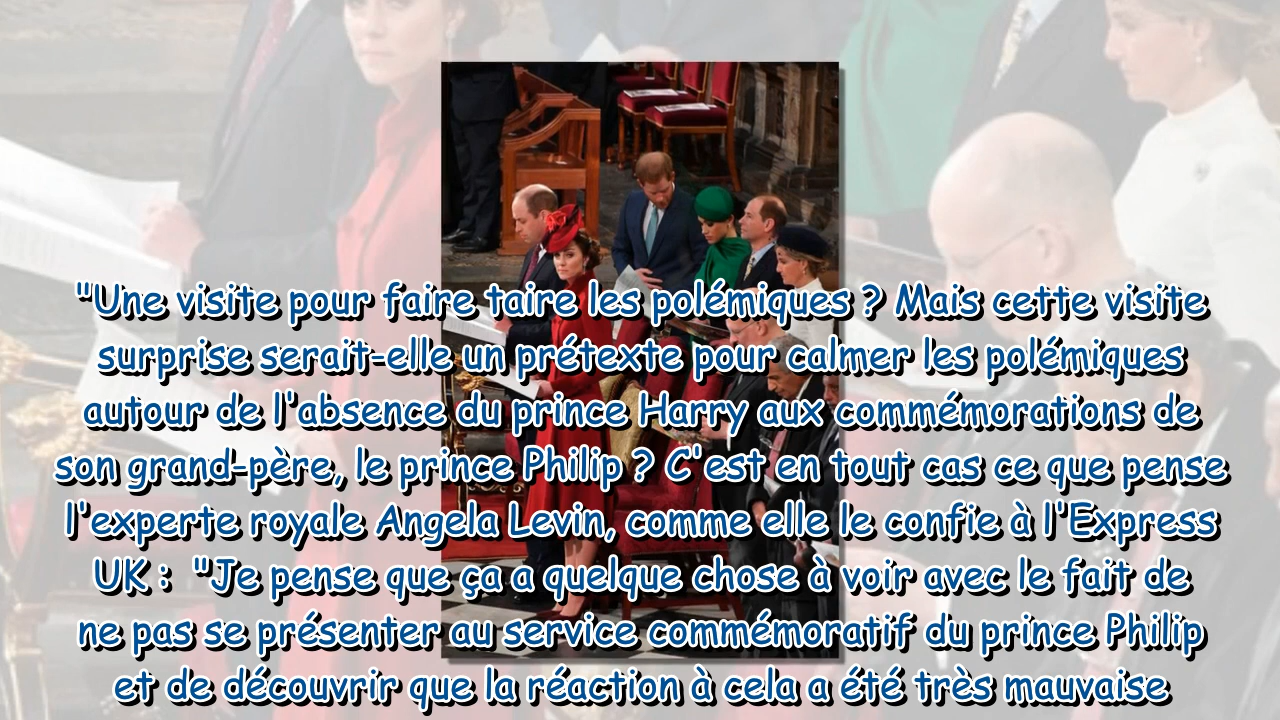 "Une visite pour faire taire les polémiques ? Mais cette visite
surprise serait-elle un prétexte pour calmer les polémiques
autour de l'absence du prince Harry aux commémorations de
son grand-père, le prince Philip ? C'est en tout cas ce que pense
l'experte royale Angela Levin, comme elle le confie à l'Express
UK : "Je pense que ça a quelque chose à voir avec le fait de
ne pas se présenter au service commémoratif du prince Philip
et de découvrir que la réaction à cela a été très mauvaise